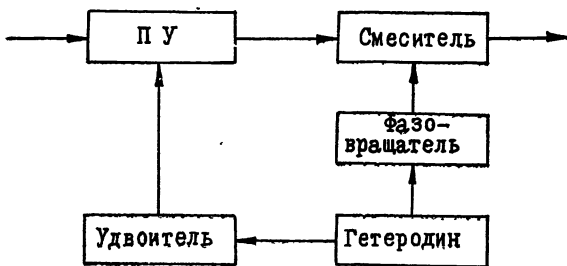 П У
Смеситель
Фазо-
вращатель
Удвоитель
Гетеродин